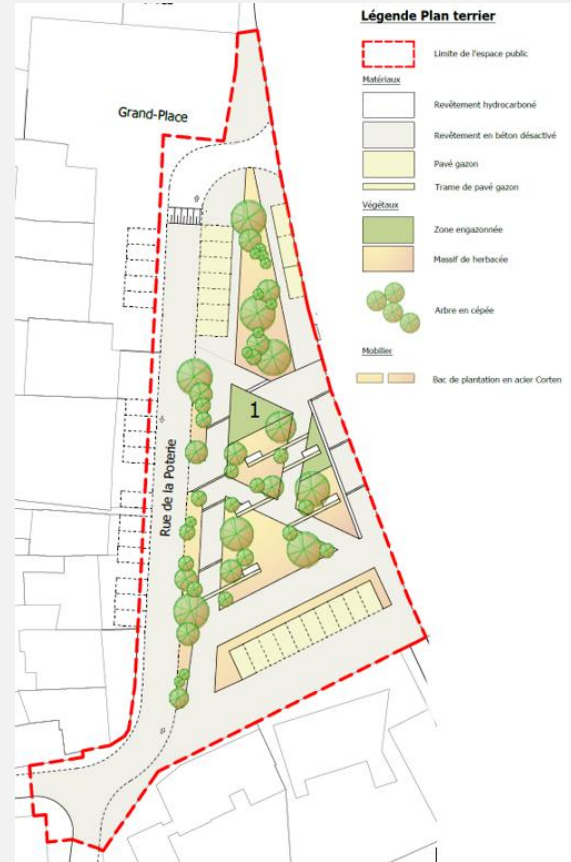 Légende Plan terrier
Limite de l'espace public
Matériaux
Revêtement hydrocarboné
Revêtement en béton désactivé
Pavé gazon
Trame de pavé gazon
Végétaux
Zone engazonnée
Massif de herbacée
Arbre en cépée
Mobilier
Bac de plantation en acier Corten
Grand-Place
1
Rue de la Poterie